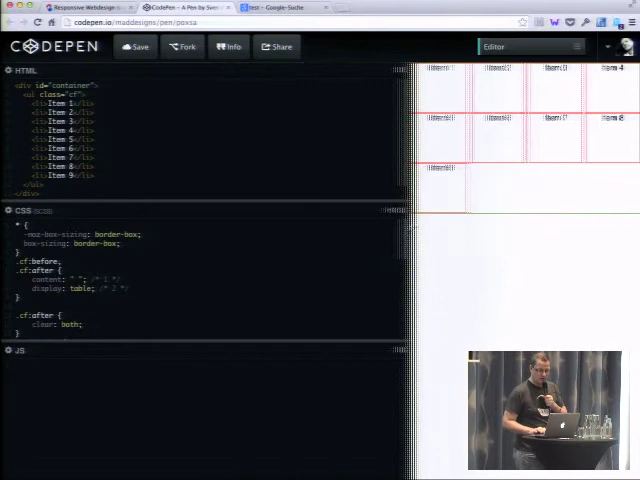 Responsive Webdesign
CodePen - A Pen by Sven
test - Google-Suche
codepen.io/maddesigns/pen/poxsa
CODEPEN
Save
Fork
Info
Share
Editor
HTML
<div id="container">
<ul class="cf">
<li>Item 1</li>
<li>Item 2</li>
<li>Item 3</li>
<li>Item 4</li>
<li>Item 5</li>
<li>Item 6</li>
<li>Item 7</li>
<li>Item 8</li>
<li>Item 9</li>
</ul>
</div>
CSS
* {
-moz-box-sizing: border-box;
box-sizing: border-box;
}
.cf:before,
.cf:after {
content: " "; /* 1 */
display: table; /* 2 */
}
.cf:after {
clear: both;
}
JS
Item 4
Item 8